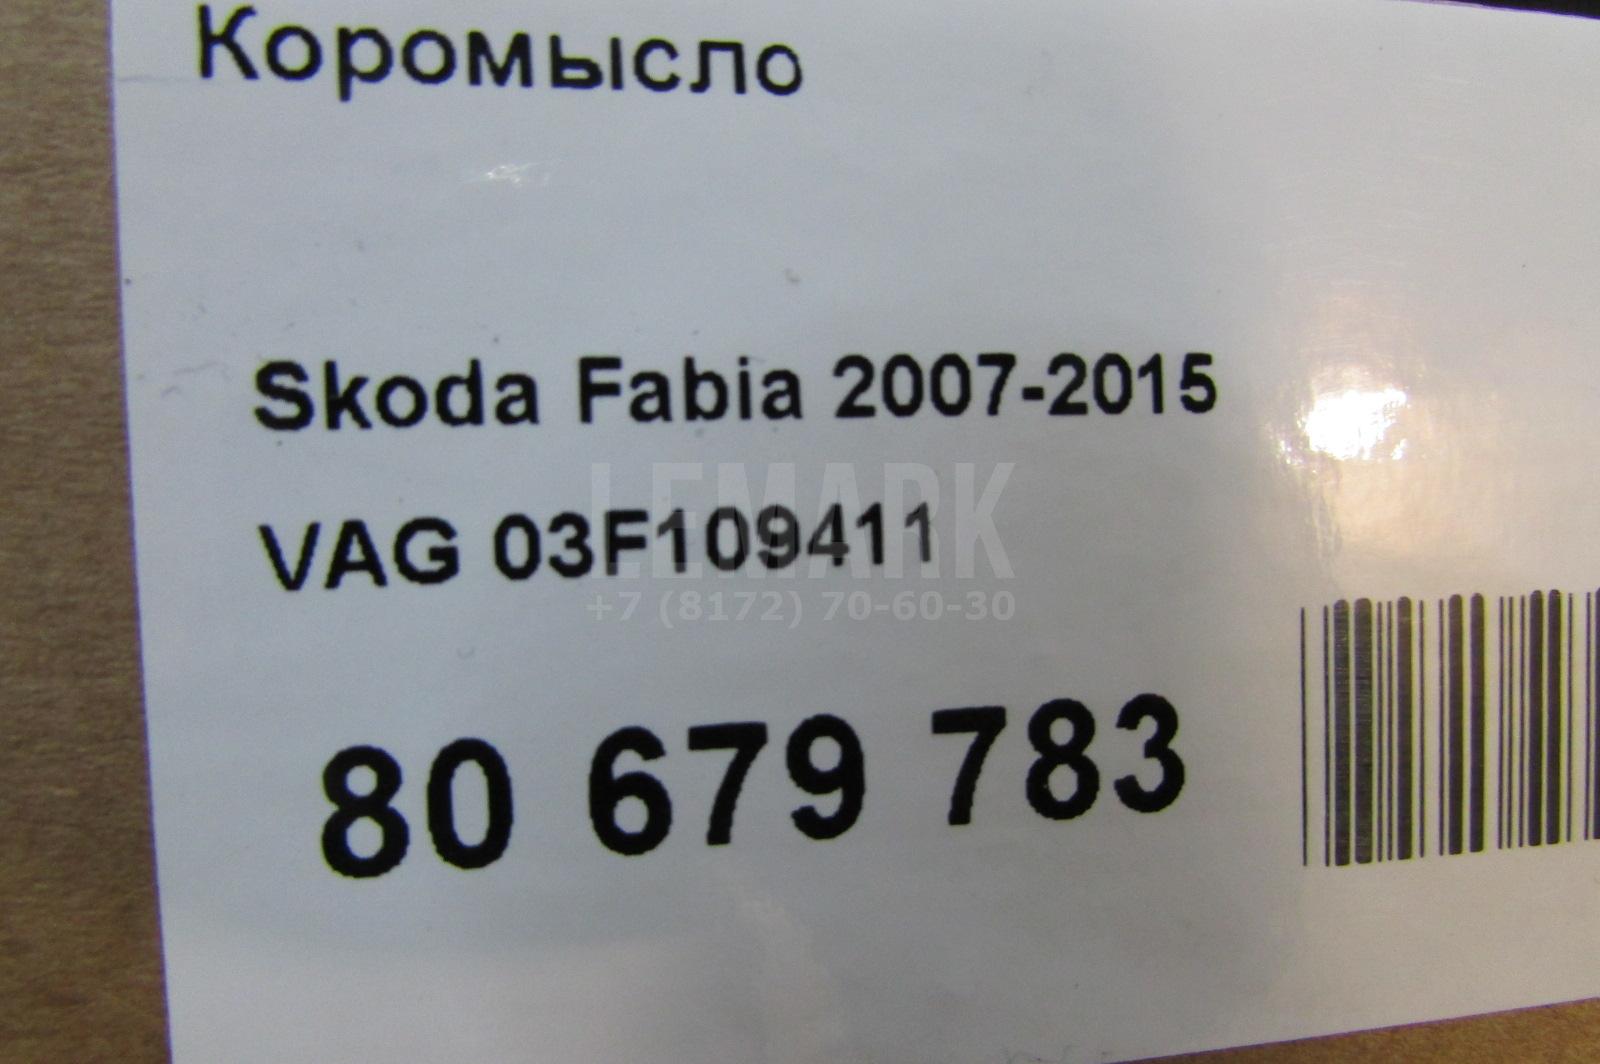 Коромысло
Skoda Fabia 2007-2015
VAG 03F109411
LEMARK
+7 (8172) 70-60-30
80 679 783